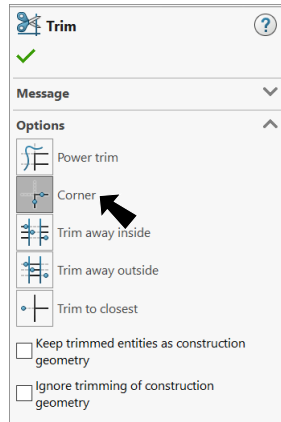 Trim
?
Message
Options
Power trim
Corner
Trim away inside
Trim away outside
Trim to closest
Keep trimmed entities as construction
geometry
Ignore trimming of construction
geometry